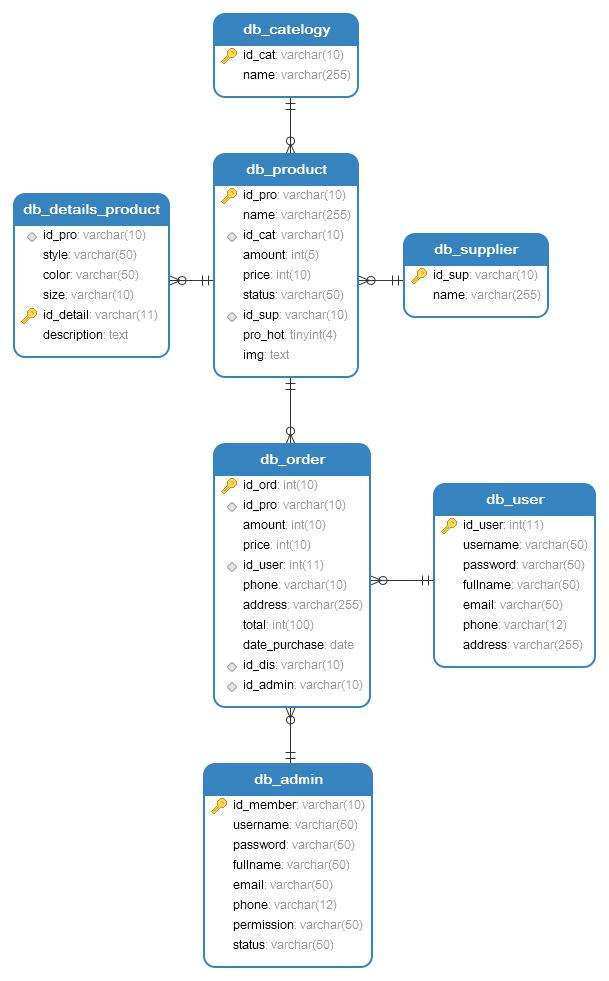 db_catelogy
id_cat: varchar(10)
name: varchar(255)
db_product
id_pro: varchar(10)
name: varchar(255)
id_cat: varchar(10)
amount: int(5)
price: int(10)
status: varchar(50)
id_sup: varchar(10)
pro_hot: tinyint(4)
img: text
db_details_product
id_pro: varchar(10)
style: varchar(50)
color: varchar(50)
size: varchar(10)
id_detail: varchar(11)
description: text
db_supplier
id_sup: varchar(10)
name: varchar(255)
db_order
id_ord: int(10)
id_pro: varchar(10)
amount: int(10)
price: int(10)
id_user: int(11)
phone: varchar(10)
address: varchar(255)
total: int(100)
date_purchase: date
id_dis: varchar(10)
id_admin: varchar(10)
db_user
id_user: int(11)
username: varchar(50)
password: varchar(50)
fullname: varchar(50)
email: varchar(50)
phone: varchar(12)
address: varchar(255)
db_admin
id_member: varchar(10)
username: varchar(50)
password: varchar(50)
fullname: varchar(50)
email: varchar(50)
phone: varchar(12)
permission: varchar(50)
status: varchar(50)